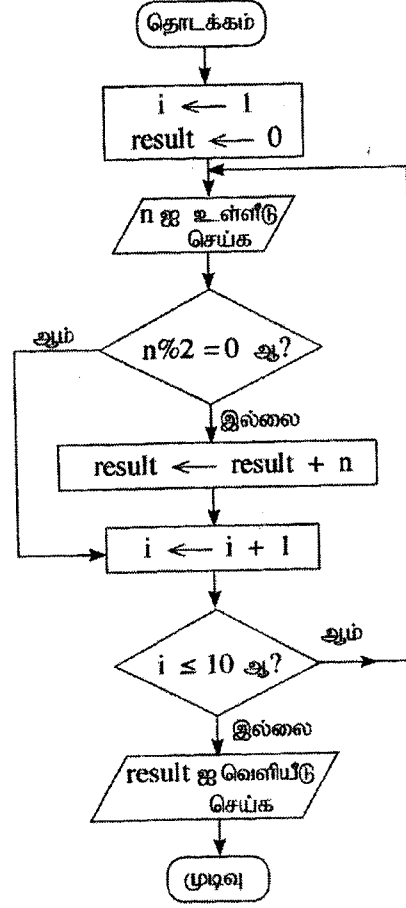 தொடக்கம்
i ← 1
result ← 0
n ஐ உள்ளீடு
செய்க
n%2 = 0 ஆ?
ஆம்
இல்லை
result ← result + n
i ← i + 1
i ≤ 10 ஆ?
ஆம்
இல்லை
result ஐ வெளியீடு
செய்க
முடிவு